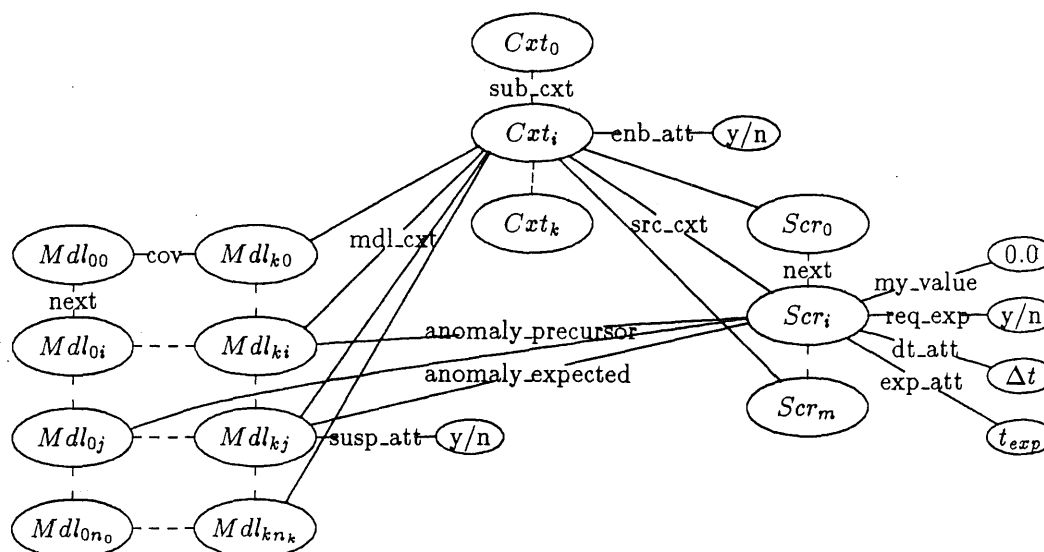 Cxt₀
sub_cxt
Cxtᵢ enb_att y/n
Cxtₖ mdl_cxt src_cxt Scr₀
Mdl₀₀ cov Mdlₖ₀ next my_value 0.0
next
Mdl₀ᵢ Mdlₖᵢ anomaly_precursor Scrᵢ req_exp y/n
dt_att
anomaly_expected exp_att Δt
Scrₘ
Mdl₀ⱼ Mdlₖⱼ susp_att y/n t_exp
Mdl₀ₙ₀ Mdlₖₙₖ